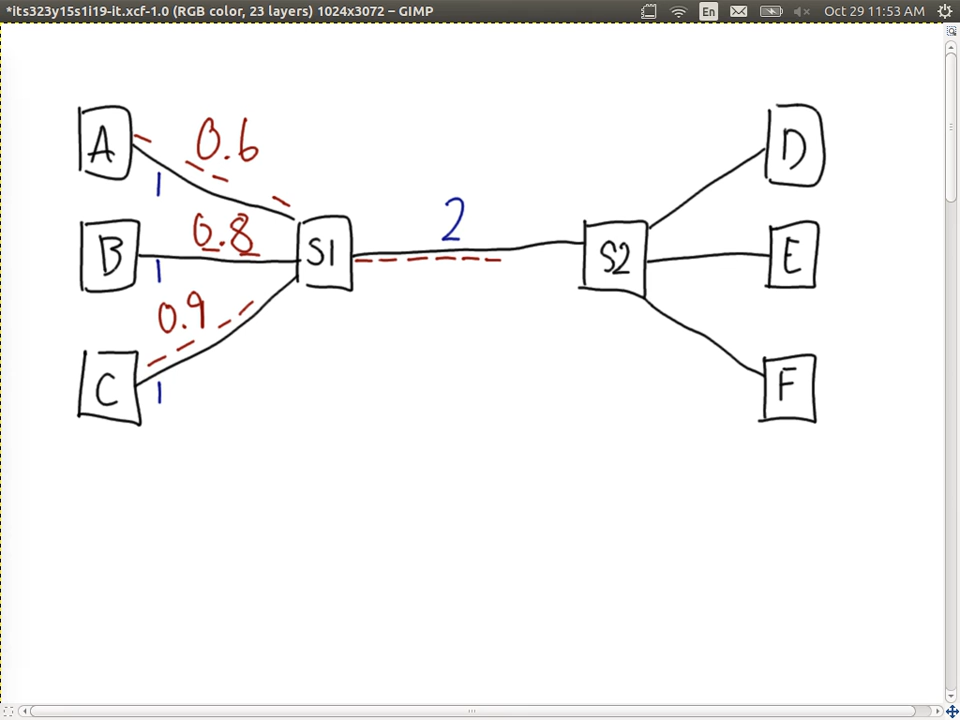 *its323y15s1i19-it.xcf-1.0 (RGB color, 23 layers) 1024x3072 – GIMP
En
Oct 29 11:53 AM
A
0.6
1
D
B
0.8
1
S1
2
S2
E
C
0.9
1
F